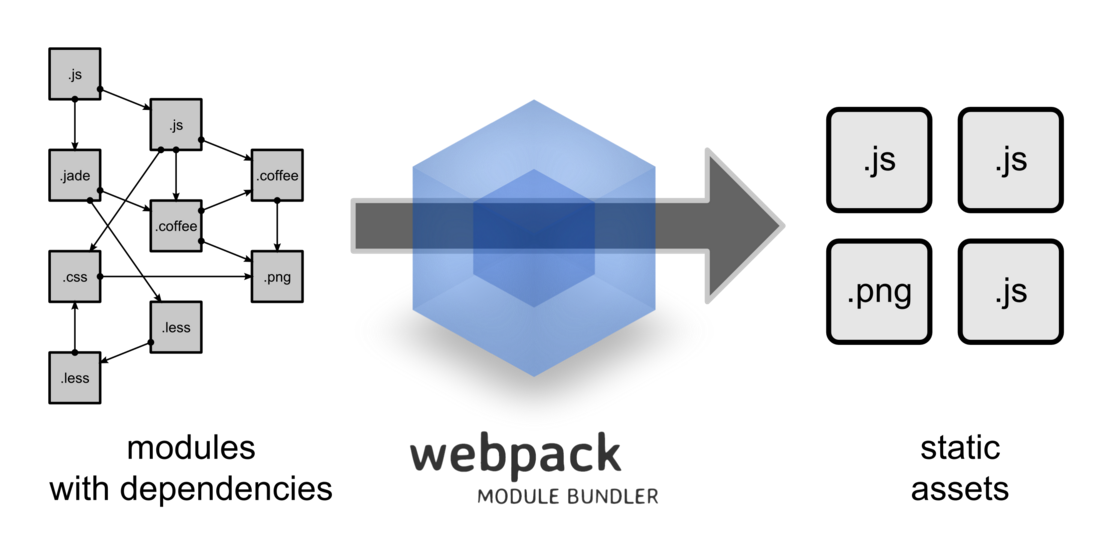 .js
.js
.jade
.coffee
.coffee
.css
.png
.less
.less
modules
with dependencies
webpack
MODULE BUNDLER
.js
.js
.png
.js
static
assets